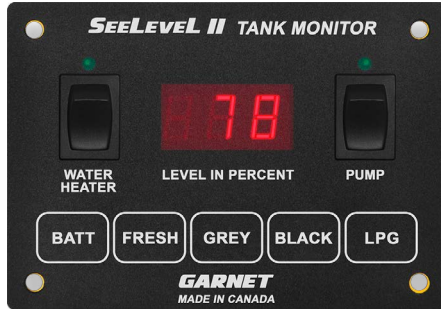 SEELEVEL II TANK MONITOR
78
WATER
HEATER
LEVEL IN PERCENT
PUMP
BATT
FRESH
GREY
BLACK
LPG
GARNET
MADE IN CANADA